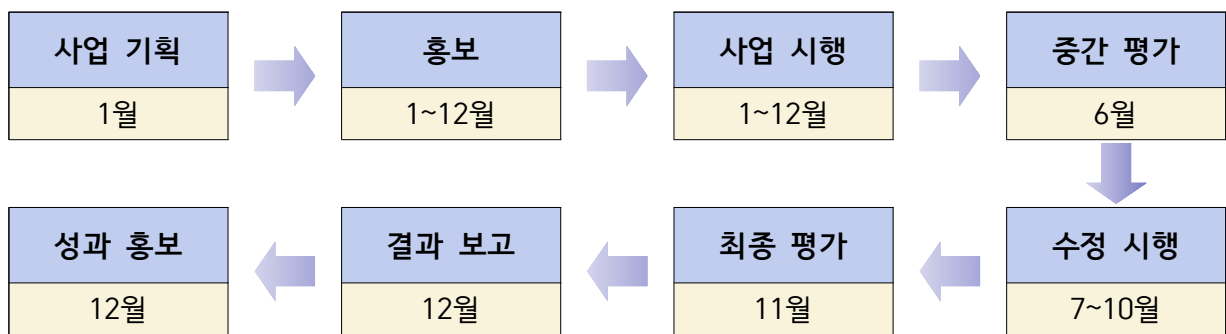 사업 기획
1월
홍보
1~12월
사업 시행
1~12월
중간 평가
6월
수정 시행
7~10월
최종 평가
11월
결과 보고
12월
성과 홍보
12월